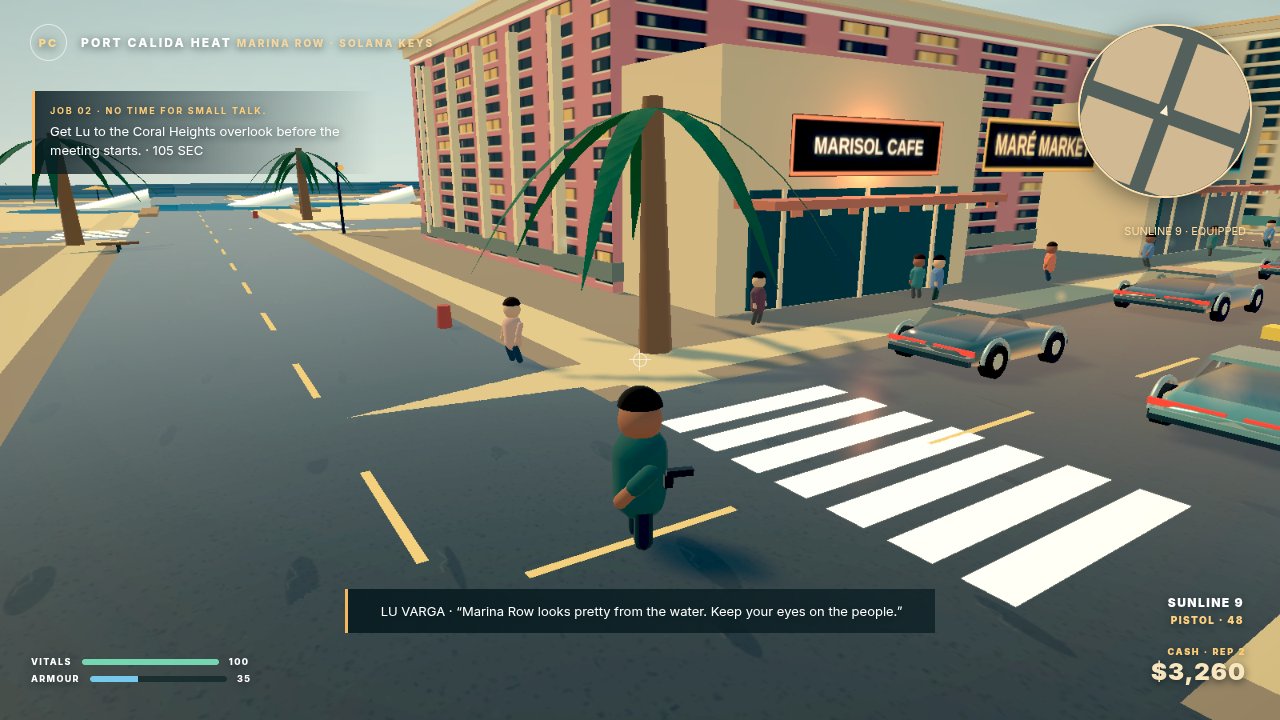 PC
PORT CALIDA HEAT MARINA ROW · SOLANA KEYS
JOB 02 · NO TIME FOR SMALL TALK.
Get Lu to the Coral Heights overlook before the
meeting starts. · 105 SEC
MARISOL CAFE
MARÉ MARKE
SUNLINE 9 · EQUIPPED
LU VARGA · “Marina Row looks pretty from the water. Keep your eyes on the people.”
SUNLINE 9
PISTOL · 48
VITALS 100
ARMOUR 35
CASH · REP 2
$3,260